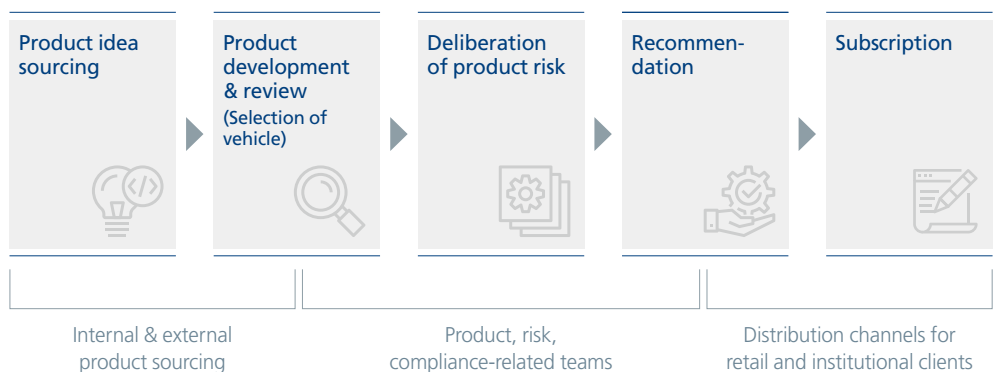 Product idea
sourcing
Product
development
& review
(Selection of
vehicle)
Deliberation
of product risk
Recommen-
dation
Subscription
Internal & external
product sourcing
Product, risk,
compliance-related teams
Distribution channels for
retail and institutional clients